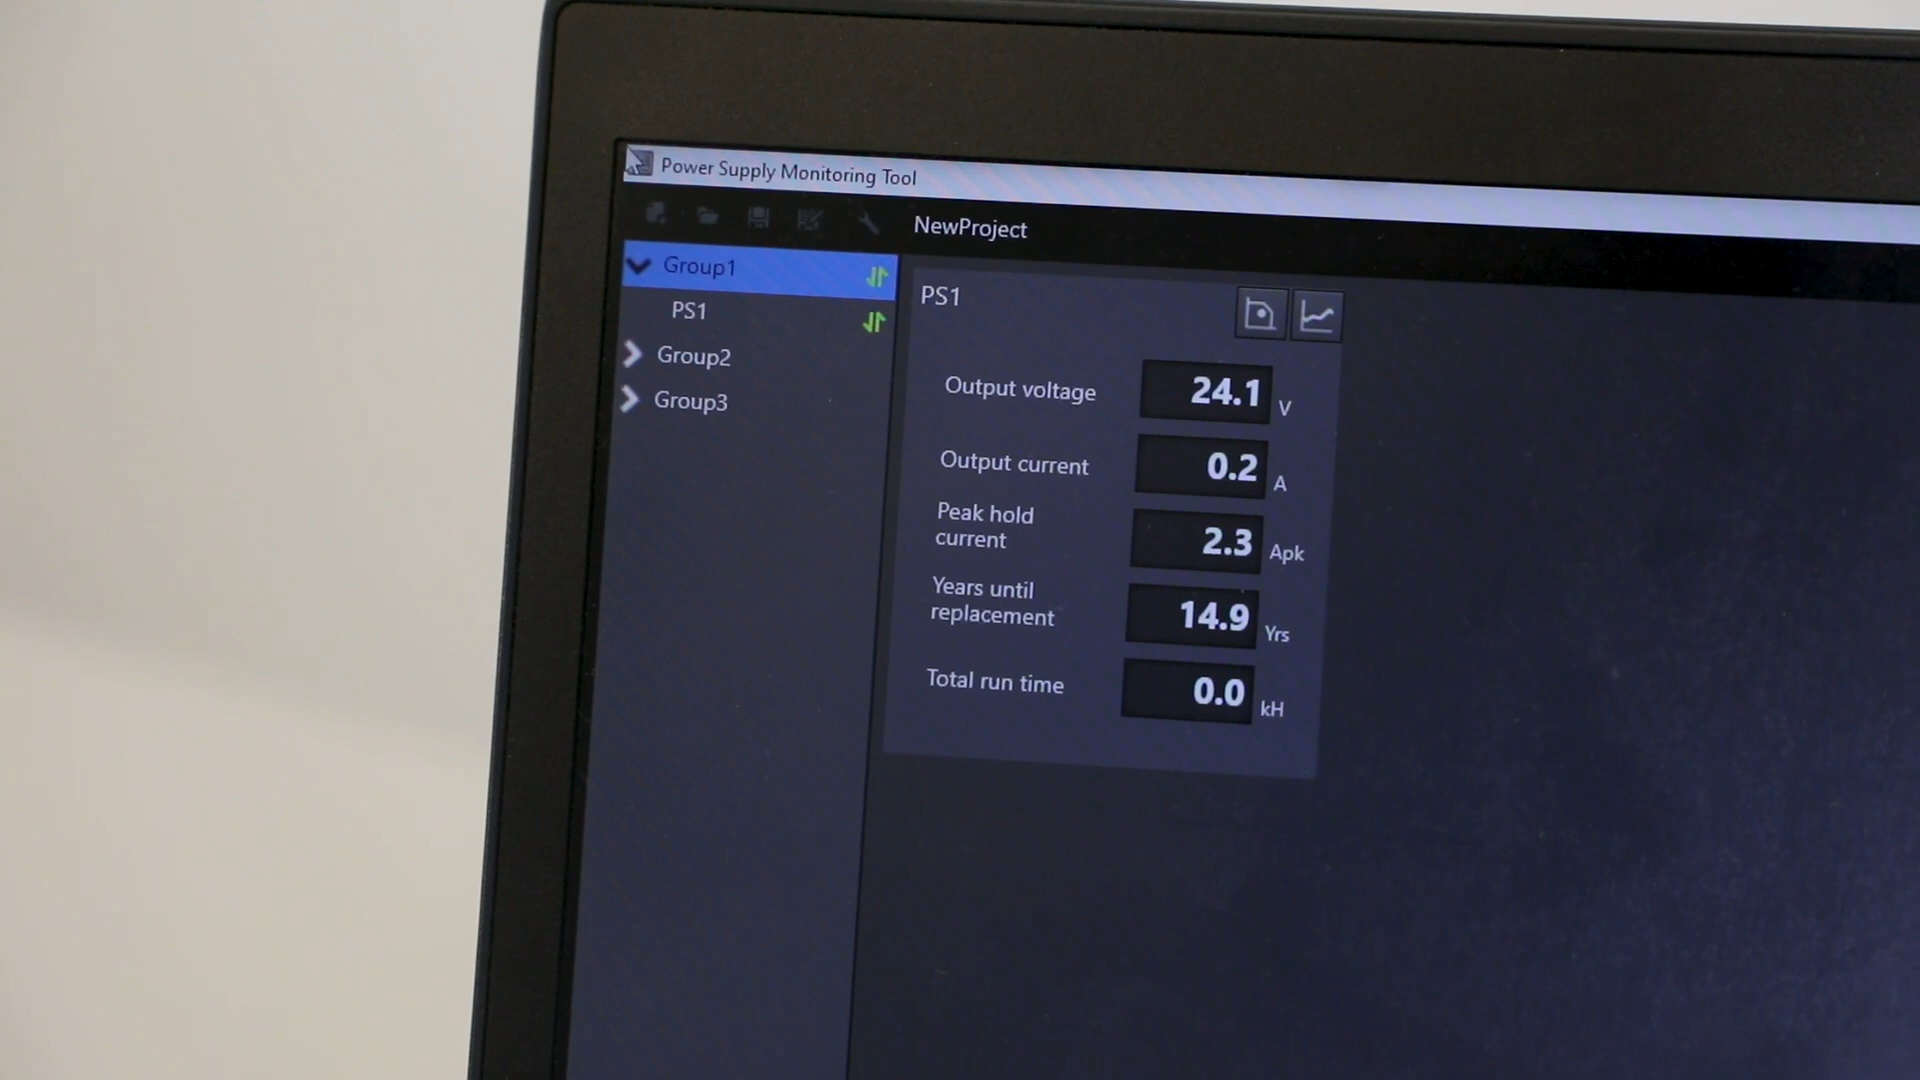 Power Supply Monitoring Tool
NewProject
Group1
PS1
Group2
Group3
PS1
Output voltage 24.1 V
Output current 0.2 A
Peak hold
current 2.3 Apk
Years until
replacement 14.9 Yrs
Total run time 0.0 kH